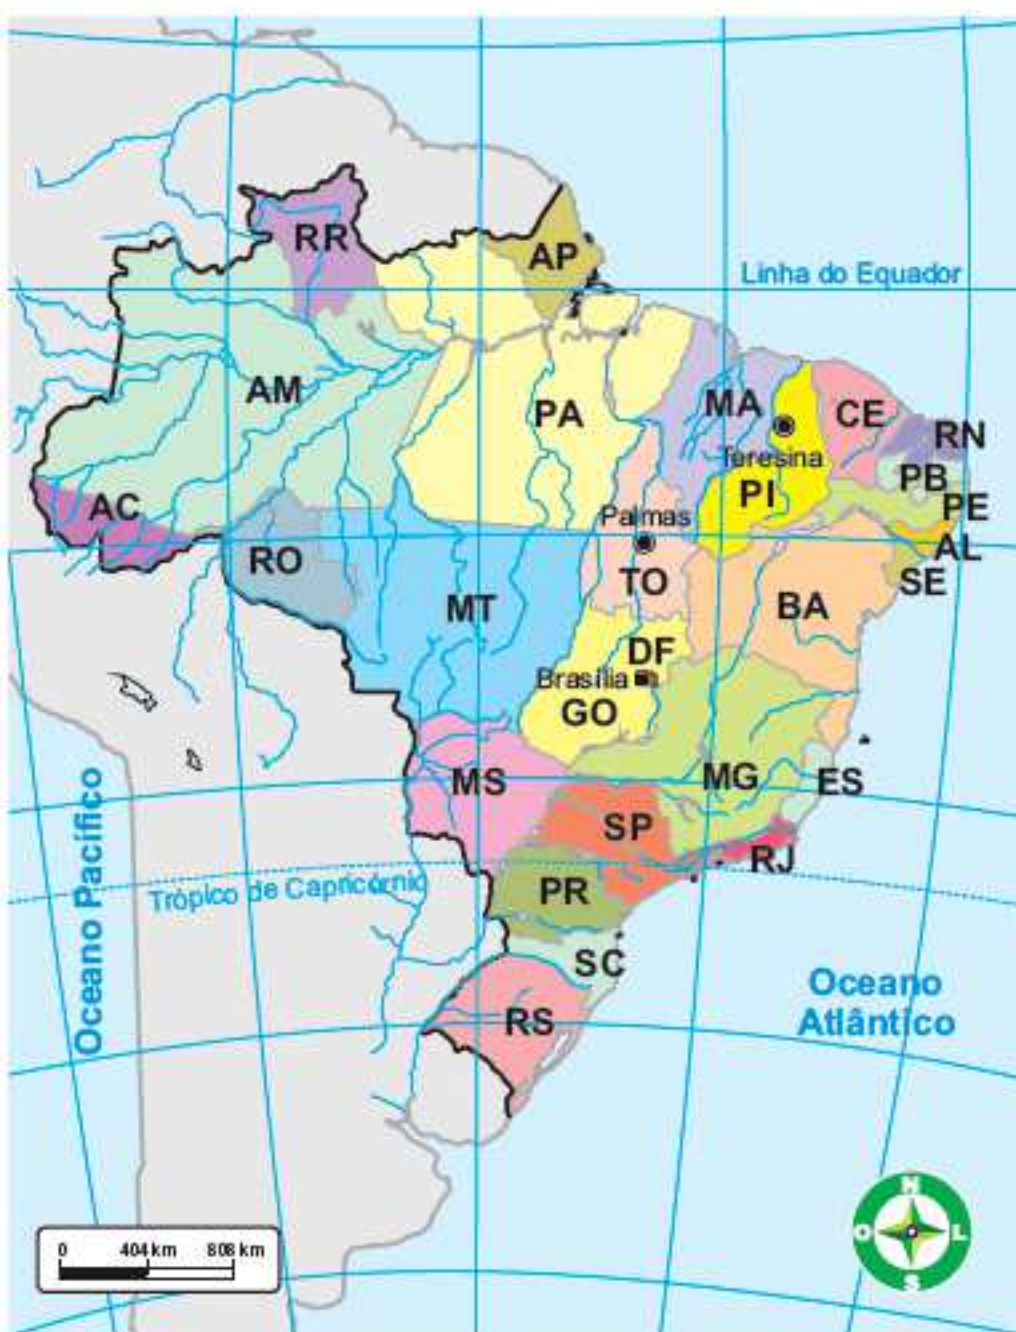 RR
AP
Linha do Equador
AM
PA
MA
CE
RN
Teresina
PB
PI
PE
AC
Palmas
AL
RO
TO
SE
MT
BA
DF
Brasília
GO
MS
MG
ES
SP
RJ
PR
Trópico de Capricórnio
Oceano Pacífico
SC
Oceano
Atlântico
RS
N
O L
S
0 404 km 808 km